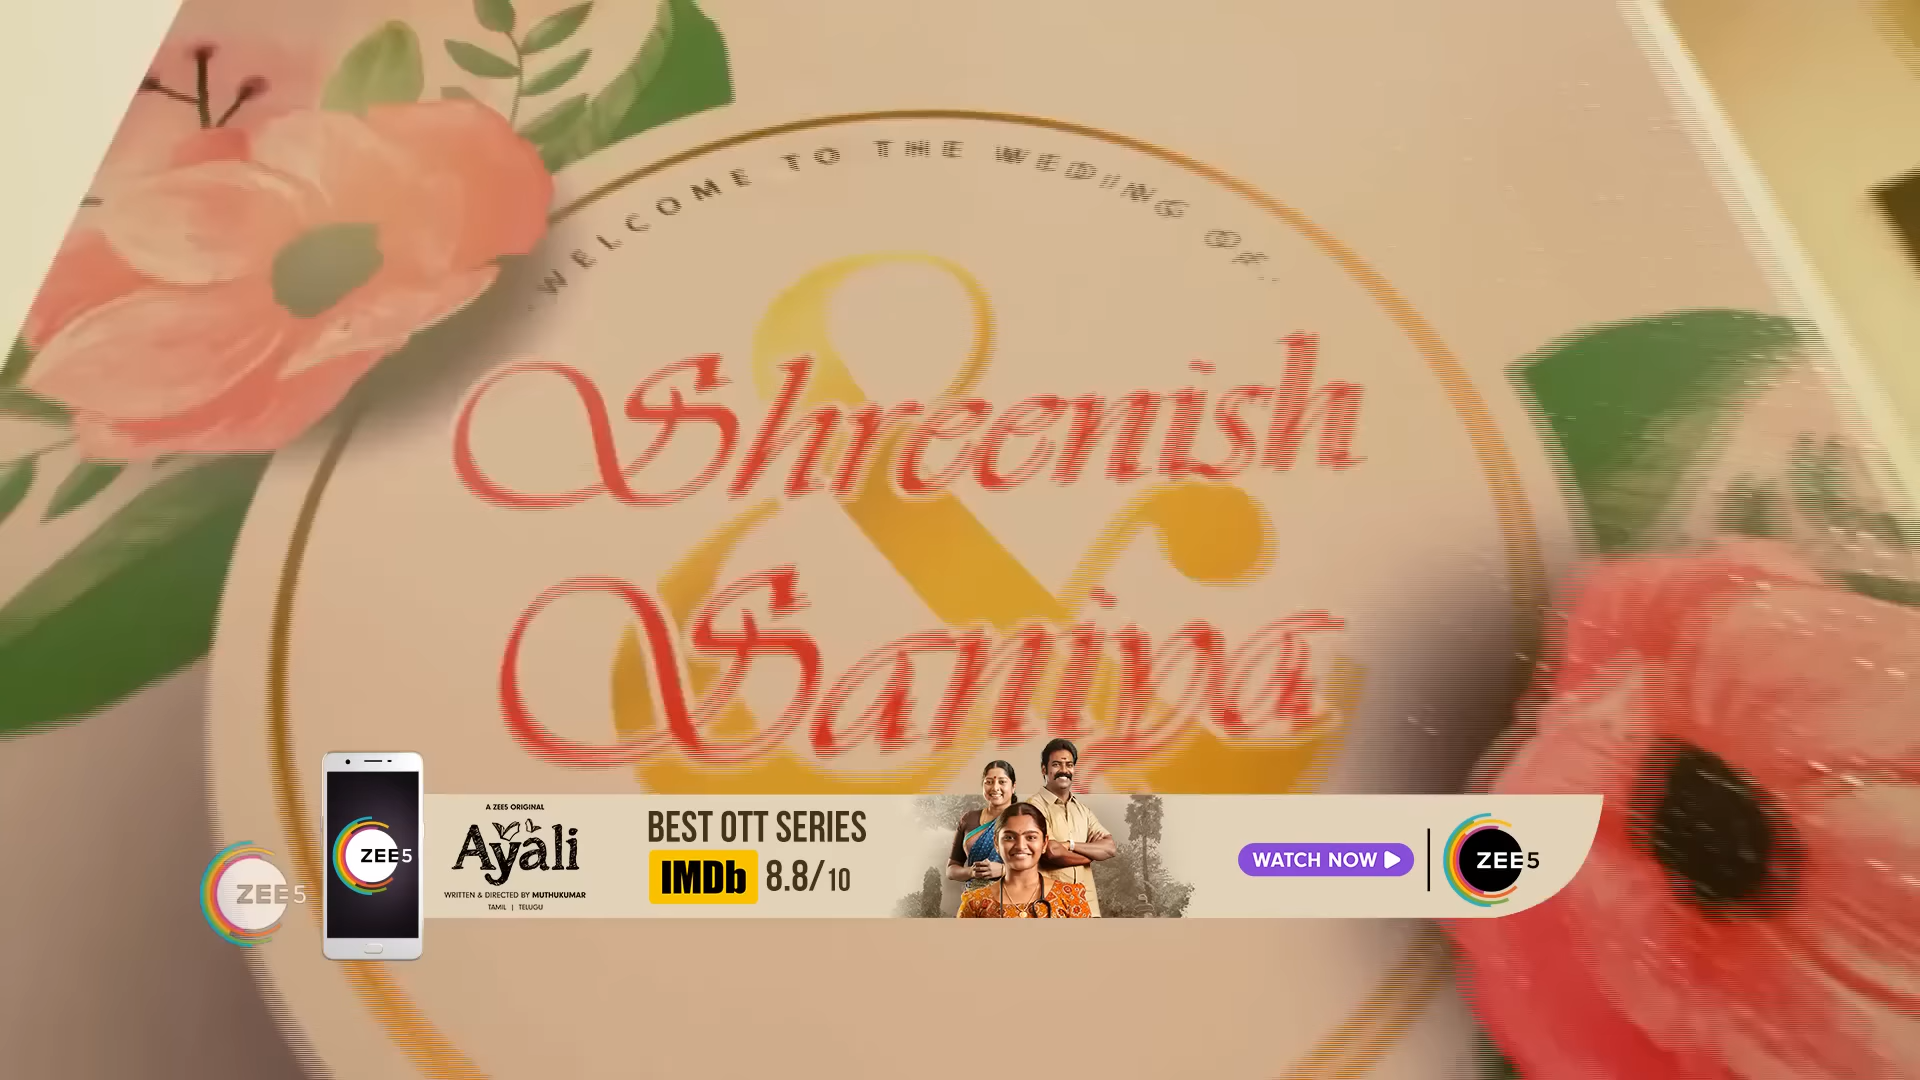 WELCOME TO THE WEDDING OF
&
Shreenish
Saniya
ZEE5
ZEE5
A ZEE5 ORIGINAL
Ayali
WRITTEN & DIRECTED BY MUTHUKUMAR
TAMIL | TELUGU
BEST OTT SERIES
IMDb 8.8/10
WATCH NOW
ZEE5